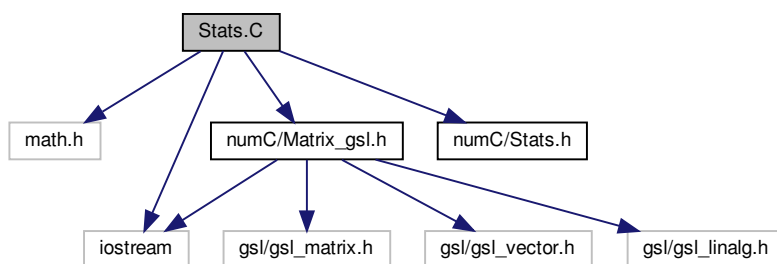 Stats.C
math.h
numC/Matrix_gsl.h
numC/Stats.h
iostream
gsl/gsl_matrix.h
gsl/gsl_vector.h
gsl/gsl_linalg.h